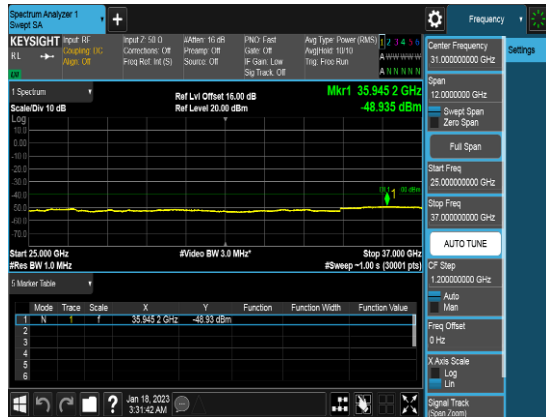 Spectrum Analyzer 1
Swept SA
+
Frequency
KEYSIGHT
RL
Input: RF
Coupling: DC
Align: Off
Input Z: 50 Ω
Corrections: Off
Freq Ref: Int (S)
#Atten: 16 dB
Preamp: Off
Source: Off
PNO: Fast
Gate: Off
IF Gain: Low
Sig Track: Off
Avg Type: Power (RMS)
Avg|Hold: 10/10
Trig: Free Run
1 2 3 4 5 6
A W W W W W
A N N N N N
1 Spectrum
Scale/Div 10 dB
Ref Lvl Offset 16.00 dB
Ref Level 20.00 dBm
Mkr1 35.945 2 GHz
-48.935 dBm
Log
10.0
0.00
-10.0
-20.0
-30.0
-40.0
-50.0
-60.0
-70.0
1
Start 25.000 GHz
#Res BW 1.0 MHz
#Video BW 3.0 MHz*
Stop 37.000 GHz
#Sweep ~1.00 s (30001 pts)
5 Marker Table
Mode Trace Scale X Y Function Function Width Function Value
1 N 1 f 35.945 2 GHz -48.93 dBm
2
3
4
5
6
Jan 18, 2023
3:31:42 AM
Center Frequency
31.000000000 GHz
Settings
Span
12.0000000 GHz
Swept Span
Zero Span
Full Span
Start Freq
25.000000000 GHz
Stop Freq
37.000000000 GHz
AUTO TUNE
CF Step
1.200000000 GHz
Auto
Man
Freq Offset
0 Hz
X Axis Scale
Log
Lin
Signal Track
(Span Zoom)